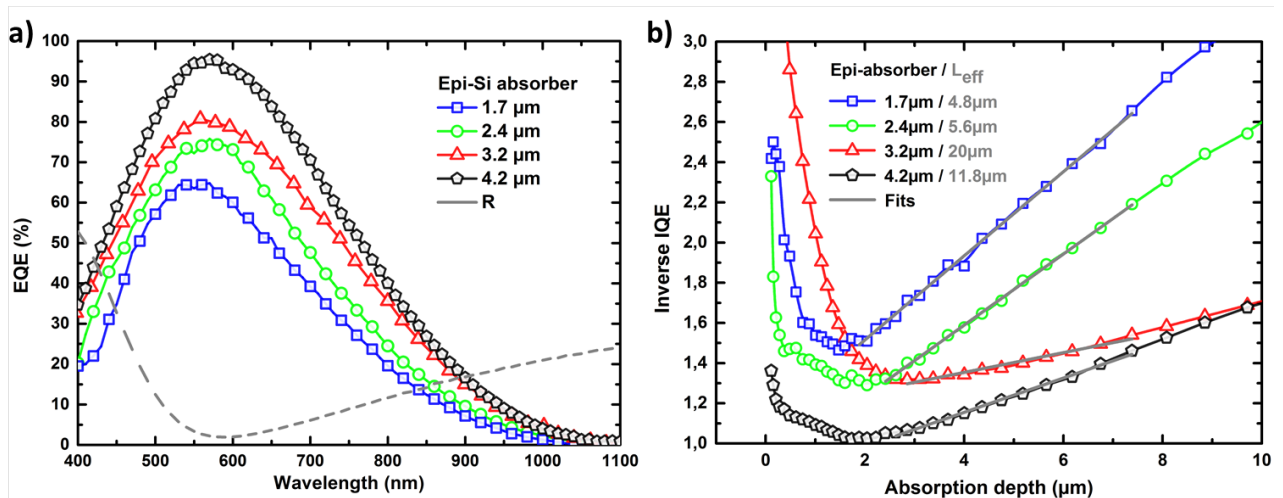 a)
100
90
80
70
60
50
40
30
20
10
0
EQE (%)
400 500 600 700 800 900 1000 1100
Wavelength (nm)
Epi-Si absorber
1.7 µm
2.4 µm
3.2 µm
4.2 µm
R
b)
3,0
2,8
2,6
2,4
2,2
2,0
1,8
1,6
1,4
1,2
1,0
Inverse IQE
0 2 4 6 8 10
Absorption depth (µm)
Epi-absorber / Leff
1.7µm / 4.8µm
2.4µm / 5.6µm
3.2µm / 20µm
4.2µm / 11.8µm
Fits